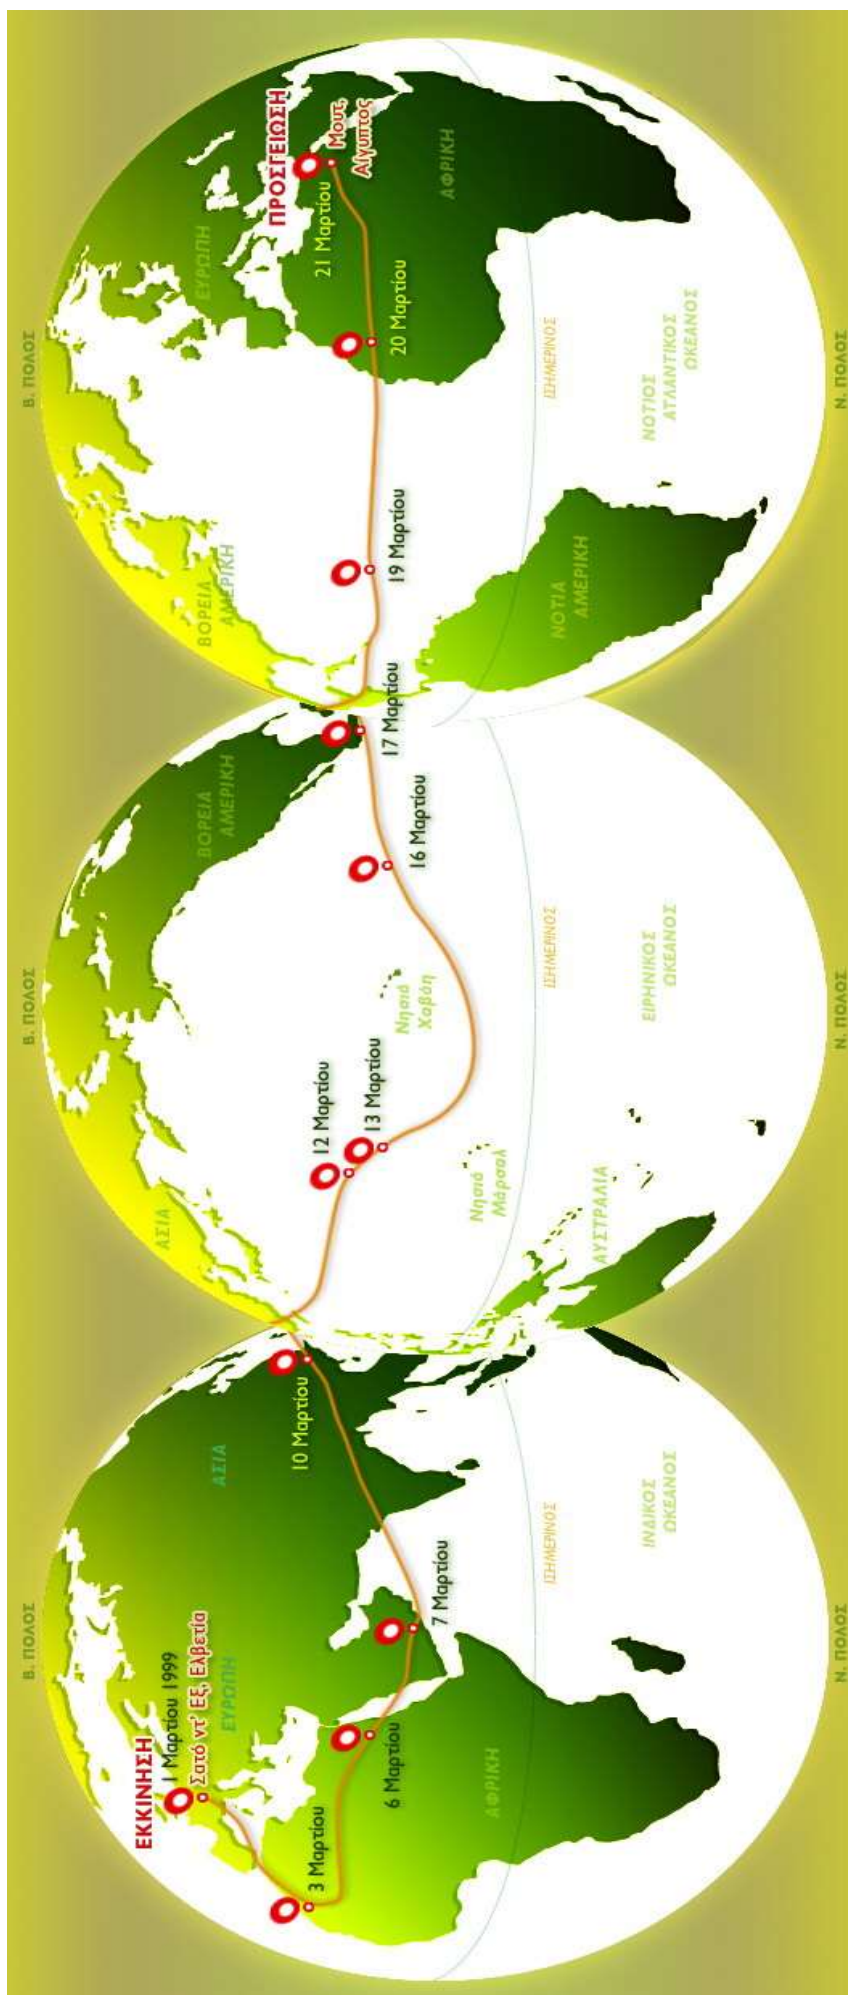 Β. ΠΟΛΟΣ
Β. ΠΟΛΟΣ
Β. ΠΟΛΟΣ
ΕΚΚΙΝΗΣΗ
1 Μαρτίου 1999
Σατό ντ' Εξ, Ελβετία
ΕΥΡΩΠΗ
ΑΣΙΑ
3 Μαρτίου
6 Μαρτίου
7 Μαρτίου
10 Μαρτίου
ΑΦΡΙΚΗ
ΙΣΗΜΕΡΙΝΟΣ
ΙΝΔΙΚΟΣ
ΩΚΕΑΝΟΣ
Ν. ΠΟΛΟΣ
ΑΣΙΑ
ΒΟΡΕΙΑ
ΑΜΕΡΙΚΗ
12 Μαρτίου
13 Μαρτίου
Νησιά
Χαβάη
16 Μαρτίου
17 Μαρτίου
Νησιά
Μάρσαλ
ΙΣΗΜΕΡΙΝΟΣ
ΑΥΣΤΡΑΛΙΑ
ΕΙΡΗΝΙΚΟΣ
ΩΚΕΑΝΟΣ
Ν. ΠΟΛΟΣ
ΒΟΡΕΙΑ
ΑΜΕΡΙΚΗ
ΕΥΡΩΠΗ
ΠΡΟΣΓΕΙΩΣΗ
21 Μαρτίου
Μουτ,
Αίγυπτος
19 Μαρτίου
20 Μαρτίου
ΑΦΡΙΚΗ
ΙΣΗΜΕΡΙΝΟΣ
ΝΟΤΙΑ
ΑΜΕΡΙΚΗ
ΝΟΤΙΟΣ
ΑΤΛΑΝΤΙΚΟΣ
ΩΚΕΑΝΟΣ
Ν. ΠΟΛΟΣ